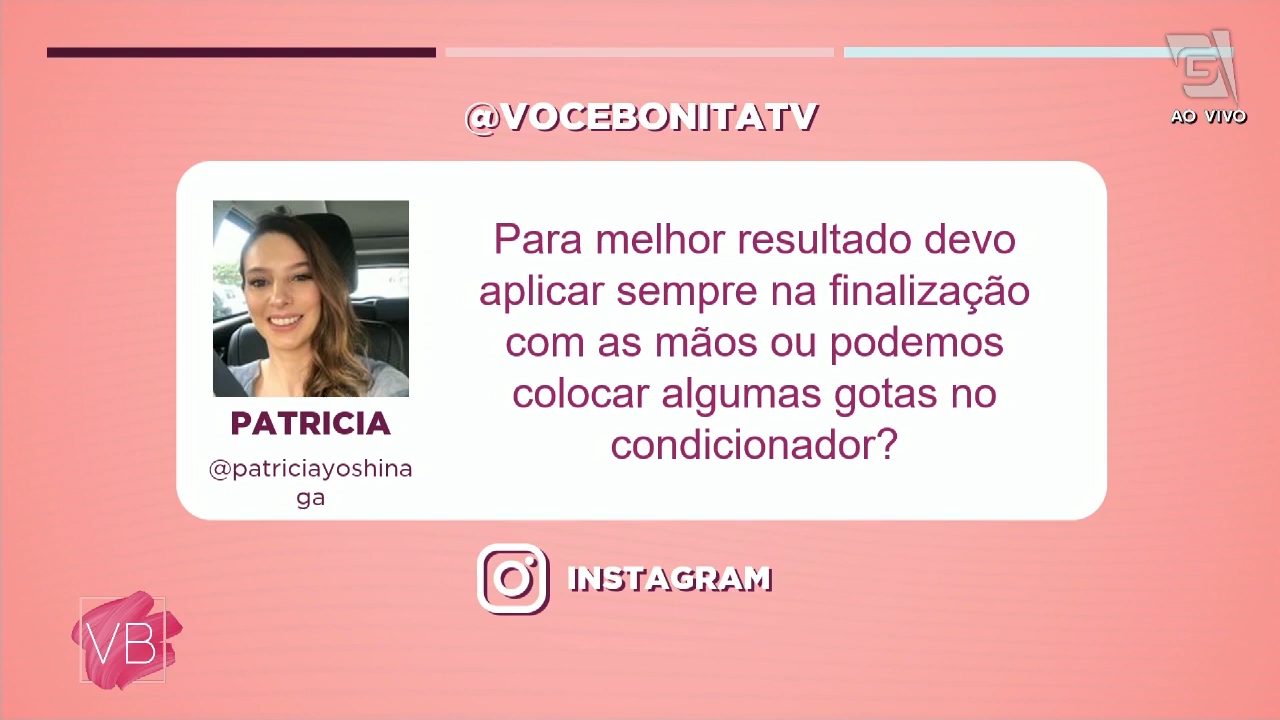 @VOCEBONITATV
G
AO VIVO
Para melhor resultado devo
aplicar sempre na finalização
com as mãos ou podemos
colocar algumas gotas no
condicionador?
PATRICIA
@patriciayoshina
ga
INSTAGRAM
VB